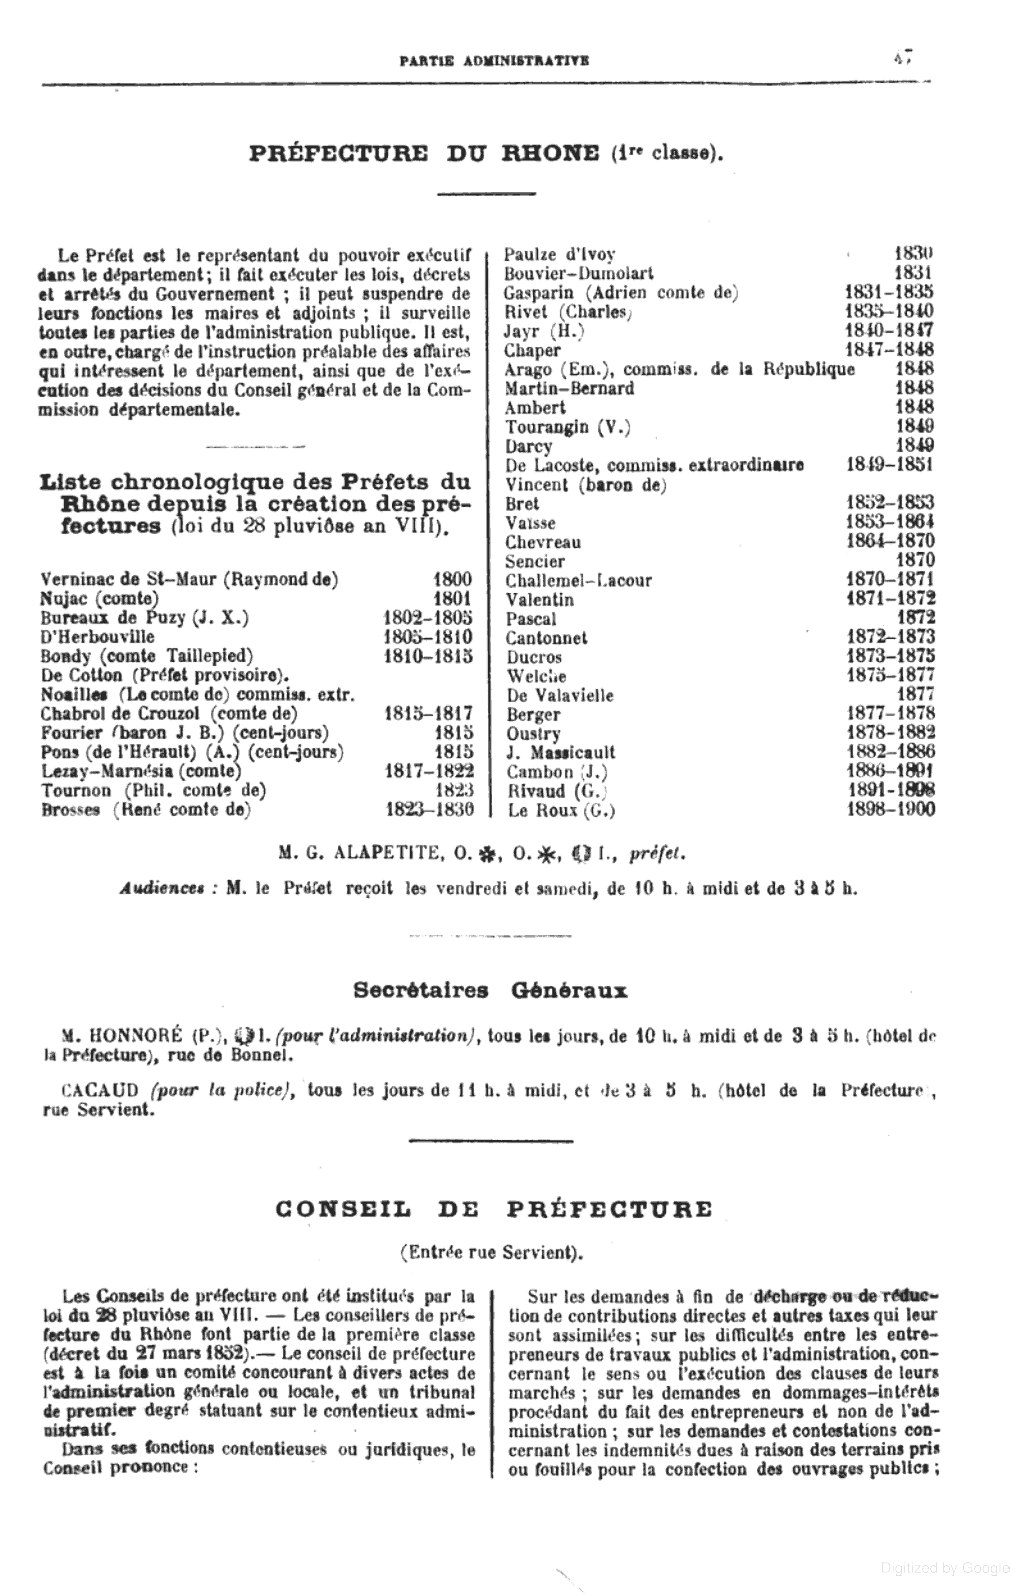 PARTIE ADMINISTRATIVE 47
PRÉFECTURE DU RHONE (1re classe).
Le Préfet est le représentant du pouvoir exécutif
dans le département; il fait exécuter les lois, décrets
et arrêtés du Gouvernement ; il peut suspendre de
leurs fonctions les maires et adjoints ; il surveille
toutes les parties de l'administration publique. Il est,
en outre, chargé de l'instruction préalable des affaires
qui intéressent le département, ainsi que de l'exé-
cution des décisions du Conseil général et de la Com-
mission départementale.
Liste chronologique des Préfets du
Rhône depuis la création des pré-
fectures (loi du 28 pluviôse an VIII).
Verninac de St-Maur (Raymond de) 1800
Nujac (comte) 1801
Bureaux de Puzy (J. X.) 1802-1805
D'Herbouville 1805-1810
Bondy (comte Taillepied) 1810-1815
De Cotton (Préfet provisoire).
Noailles (Le comte de) commiss. extr.
Chabrol de Crouzol (comte de) 1815-1817
Fourier (baron J. B.) (cent-jours) 1815
Pons (de l'Hérault) (A.) (cent-jours) 1815
Lezay-Marnésia (comte) 1817-1822
Tournon (Phil. comte de) 1823
Brosses (René comte de) 1823-1830
Paulze d'Ivoy 1830
Bouvier-Dumolart 1831
Gasparin (Adrien comte de) 1831-1835
Rivet (Charles) 1835-1840
Jayr (H.) 1840-1847
Chaper 1847-1848
Arago (Em.), commiss. de la République 1848
Martin-Bernard 1848
Ambert 1848
Tourangin (V.) 1849
Darcy 1849
De Lacoste, commiss. extraordinaire 1849-1851
Vincent (baron de)
Bret 1852-1853
Vaisse 1853-1864
Chevreau 1864-1870
Sencier 1870
Challemel-Lacour 1870-1871
Valentin 1871-1872
Pascal 1872
Cantonnet 1872-1873
Ducros 1873-1875
Welche 1875-1877
De Valavielle 1877
Berger 1877-1878
Oustry 1878-1882
J. Massicault 1882-1886
Cambon (J.) 1886-1891
Rivaud (G.) 1891-1898
Le Roux (G.) 1898-1900
M. G. ALAPETITE, O. ✽, O. ✽, I., préfet.
Audiences : M. le Préfet reçoit les vendredi et samedi, de 10 h. à midi et de 3 à 5 h.
Secrétaires Généraux
M. HONNORÉ (P.), I. (pour l'administration), tous les jours, de 10 h. à midi et de 3 à 5 h. (hôtel de
la Préfecture), rue de Bonnel.
CACAUD (pour la police), tous les jours de 11 h. à midi, et de 3 à 5 h. (hôtel de la Préfecture ,
rue Servient.
CONSEIL DE PRÉFECTURE
(Entrée rue Servient).
Les Conseils de préfecture ont été institués par la
loi du 28 pluviôse an VIII. — Les conseillers de pré-
fecture du Rhône font partie de la première classe
(décret du 27 mars 1852).— Le conseil de préfecture
est à la fois un comité concourant à divers actes de
l'administration générale ou locale, et un tribunal
de premier degré statuant sur le contentieux admi-
nistratif.
Dans ses fonctions contentieuses ou juridiques, le
Conseil prononce :
Sur les demandes à fin de décharge ou de réduc-
tion de contributions directes et autres taxes qui leur
sont assimilées ; sur les difficultés entre les entre-
preneurs de travaux publics et l'administration, con-
cernant le sens ou l'exécution des clauses de leurs
marchés ; sur les demandes en dommages-intérêts
procédant du fait des entrepreneurs et non de l'ad-
ministration ; sur les demandes et contestations con-
cernant les indemnités dues à raison des terrains pris
ou fouillés pour la confection des ouvrages publics ;
Digitized by Google